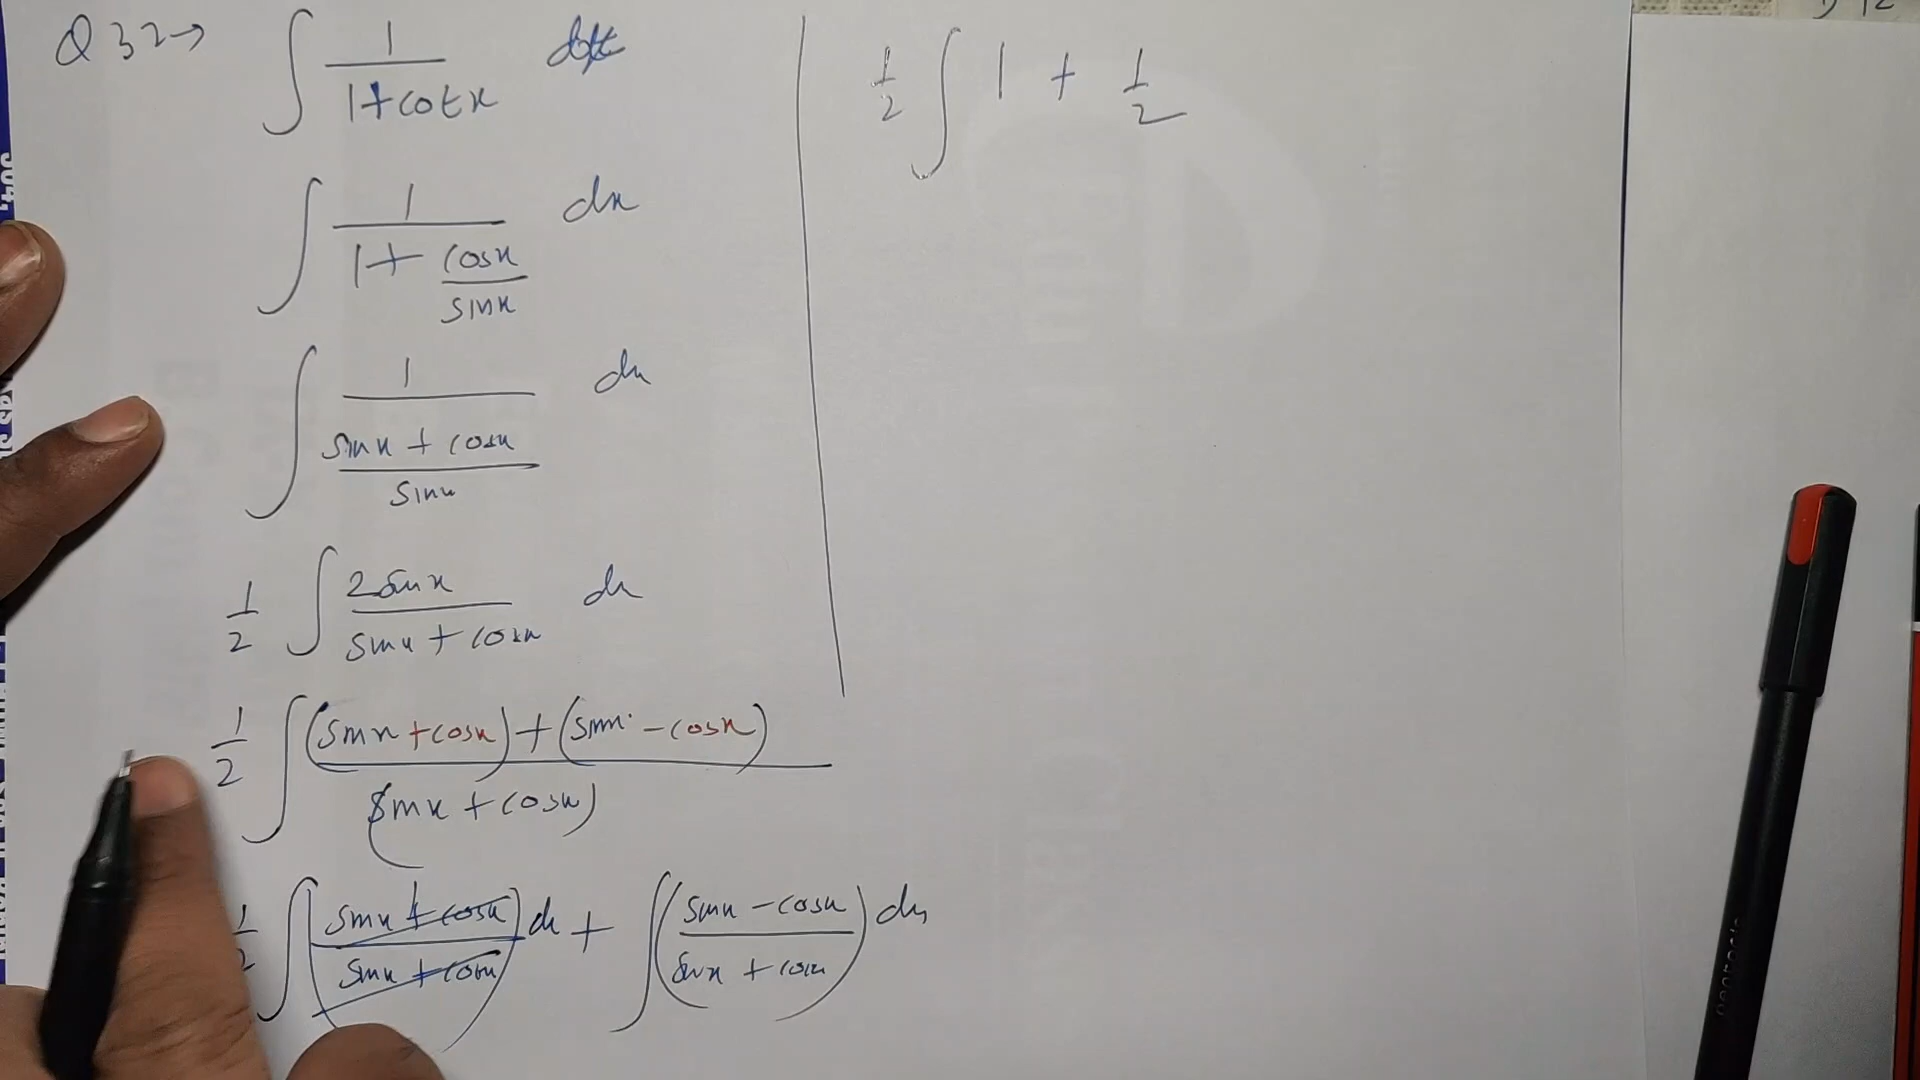 Q 32→ ∫ 1/(1+cotx) dx
∫ 1/(1+ cosx/sinx) dx
∫ 1/((sinx + cosx)/sinx) dx
1/2 ∫ 2sinx/(sinx + cosx) dx
1/2 ∫ ((sinx + cosx) + (sinx - cosx))/(sinx + cosx)
1/2 ∫ ((sinx + cosx)/(sinx + cosx)) dx + ∫ ((sinx - cosx)/(sinx + cosx)) dx
1/2 ∫ 1 + 1/2